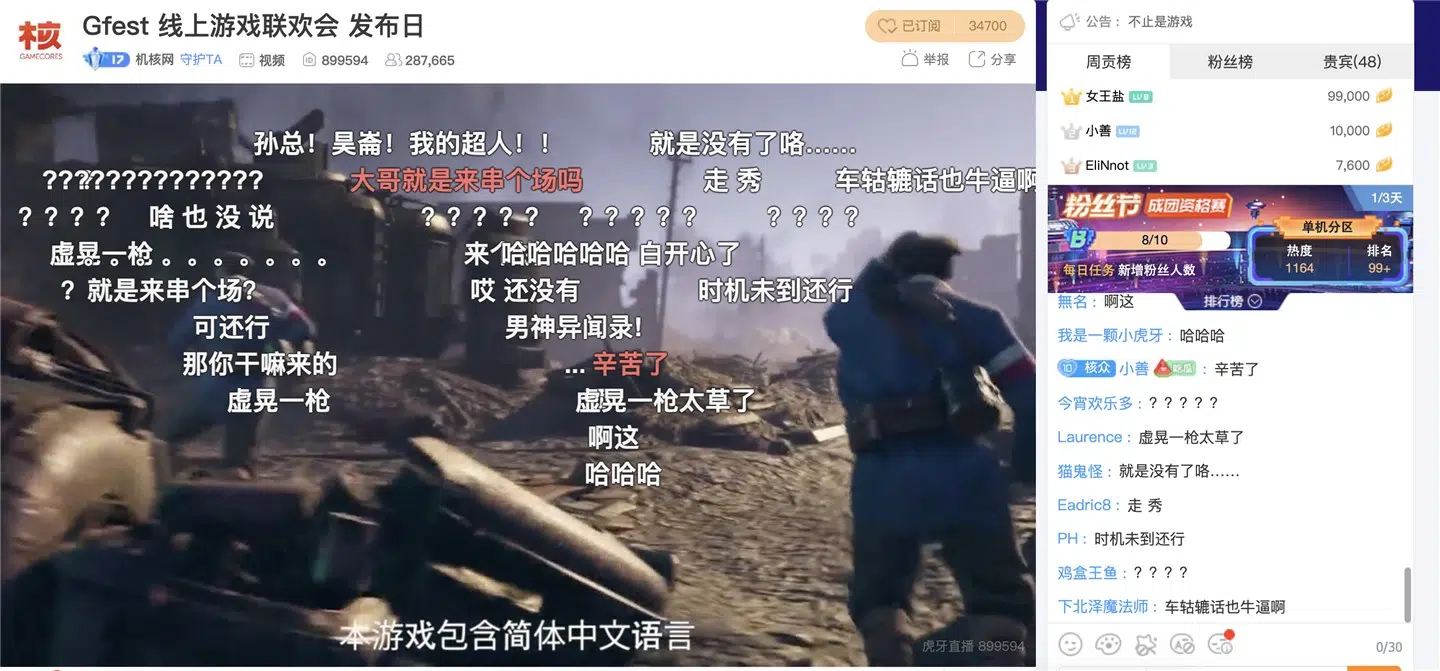 核
GAMECORES
Gfest 线上游戏联欢会 发布日
已订阅 34700
17 机核网 守护TA 视频 899594 287,665
举报 分享
孙总！昊崙！我的超人！！ 就是没有了咯......
大哥就是来串个场吗 走 秀 车轱辘话也牛逼啊
？？？？ 啥 也 没 说 ？？？？？ ？？？？？ ？？？？
虚晃一枪。。。。。。。 哈哈哈哈哈 白开心了
？就是来串个场？ 哎 还没有 时机未到还行
可还行 男神异闻录！
那你干嘛来的 ... 辛苦了
虚晃一枪 虚晃一枪太草了
啊这
哈哈哈
本游戏包含简体中文语言
虎牙直播 899594
公告： 不止是游戏
周贡榜 粉丝榜 贵宾(48)
1 女王盐 LV8 99,000
2 小善 LV12 10,000
3 EliNnot LV3 7,600
粉丝节 成团资格赛 1/3天
B 8/10 单机分区
每日任务 新增粉丝人数 热度 排名
1164 99+
排行榜
無名： 啊这
我是一颗小虎牙： 哈哈哈
10 核众 小善 吃瓜 ： 辛苦了
今宵欢乐多： ？？？？？
Laurence： 虚晃一枪太草了
猫鬼怪： 就是没有了咯......
Eadric8： 走 秀
PH： 时机未到还行
鸡盒王鱼： ？？？？
下北泽魔法师： 车轱辘话也牛逼啊
0/30